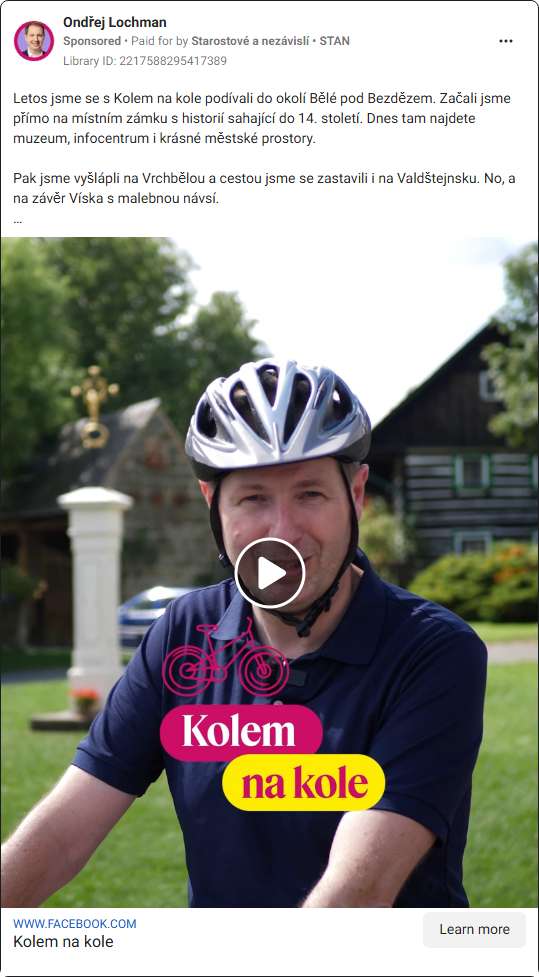 Ondřej Lochman
Sponsored • Paid for by Starostové a nezávislí • STAN
Library ID: 2217588295417389
Letos jsme se s Kolem na kole podívali do okolí Bělé pod Bezdězem. Začali jsme
přímo na místním zámku s historií sahající do 14. století. Dnes tam najdete
muzeum, infocentrum i krásné městské prostory.
Pak jsme vyšlápli na Vrchbělou a cestou jsme se zastavili i na Valdštejnsku. No, a
na závěr Víska s malebnou návsí.
...
Kolem
na kole
WWW.FACEBOOK.COM
Kolem na kole
Learn more